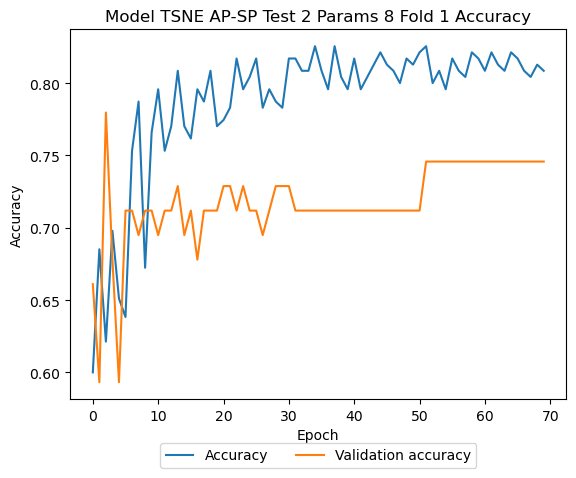 Model TSNE AP-SP Test 2 Params 8 Fold 1 Accuracy
0.80
0.75
0.70
0.65
0.60
Accuracy
0 10 20 30 40 50 60 70
Epoch
Accuracy Validation accuracy